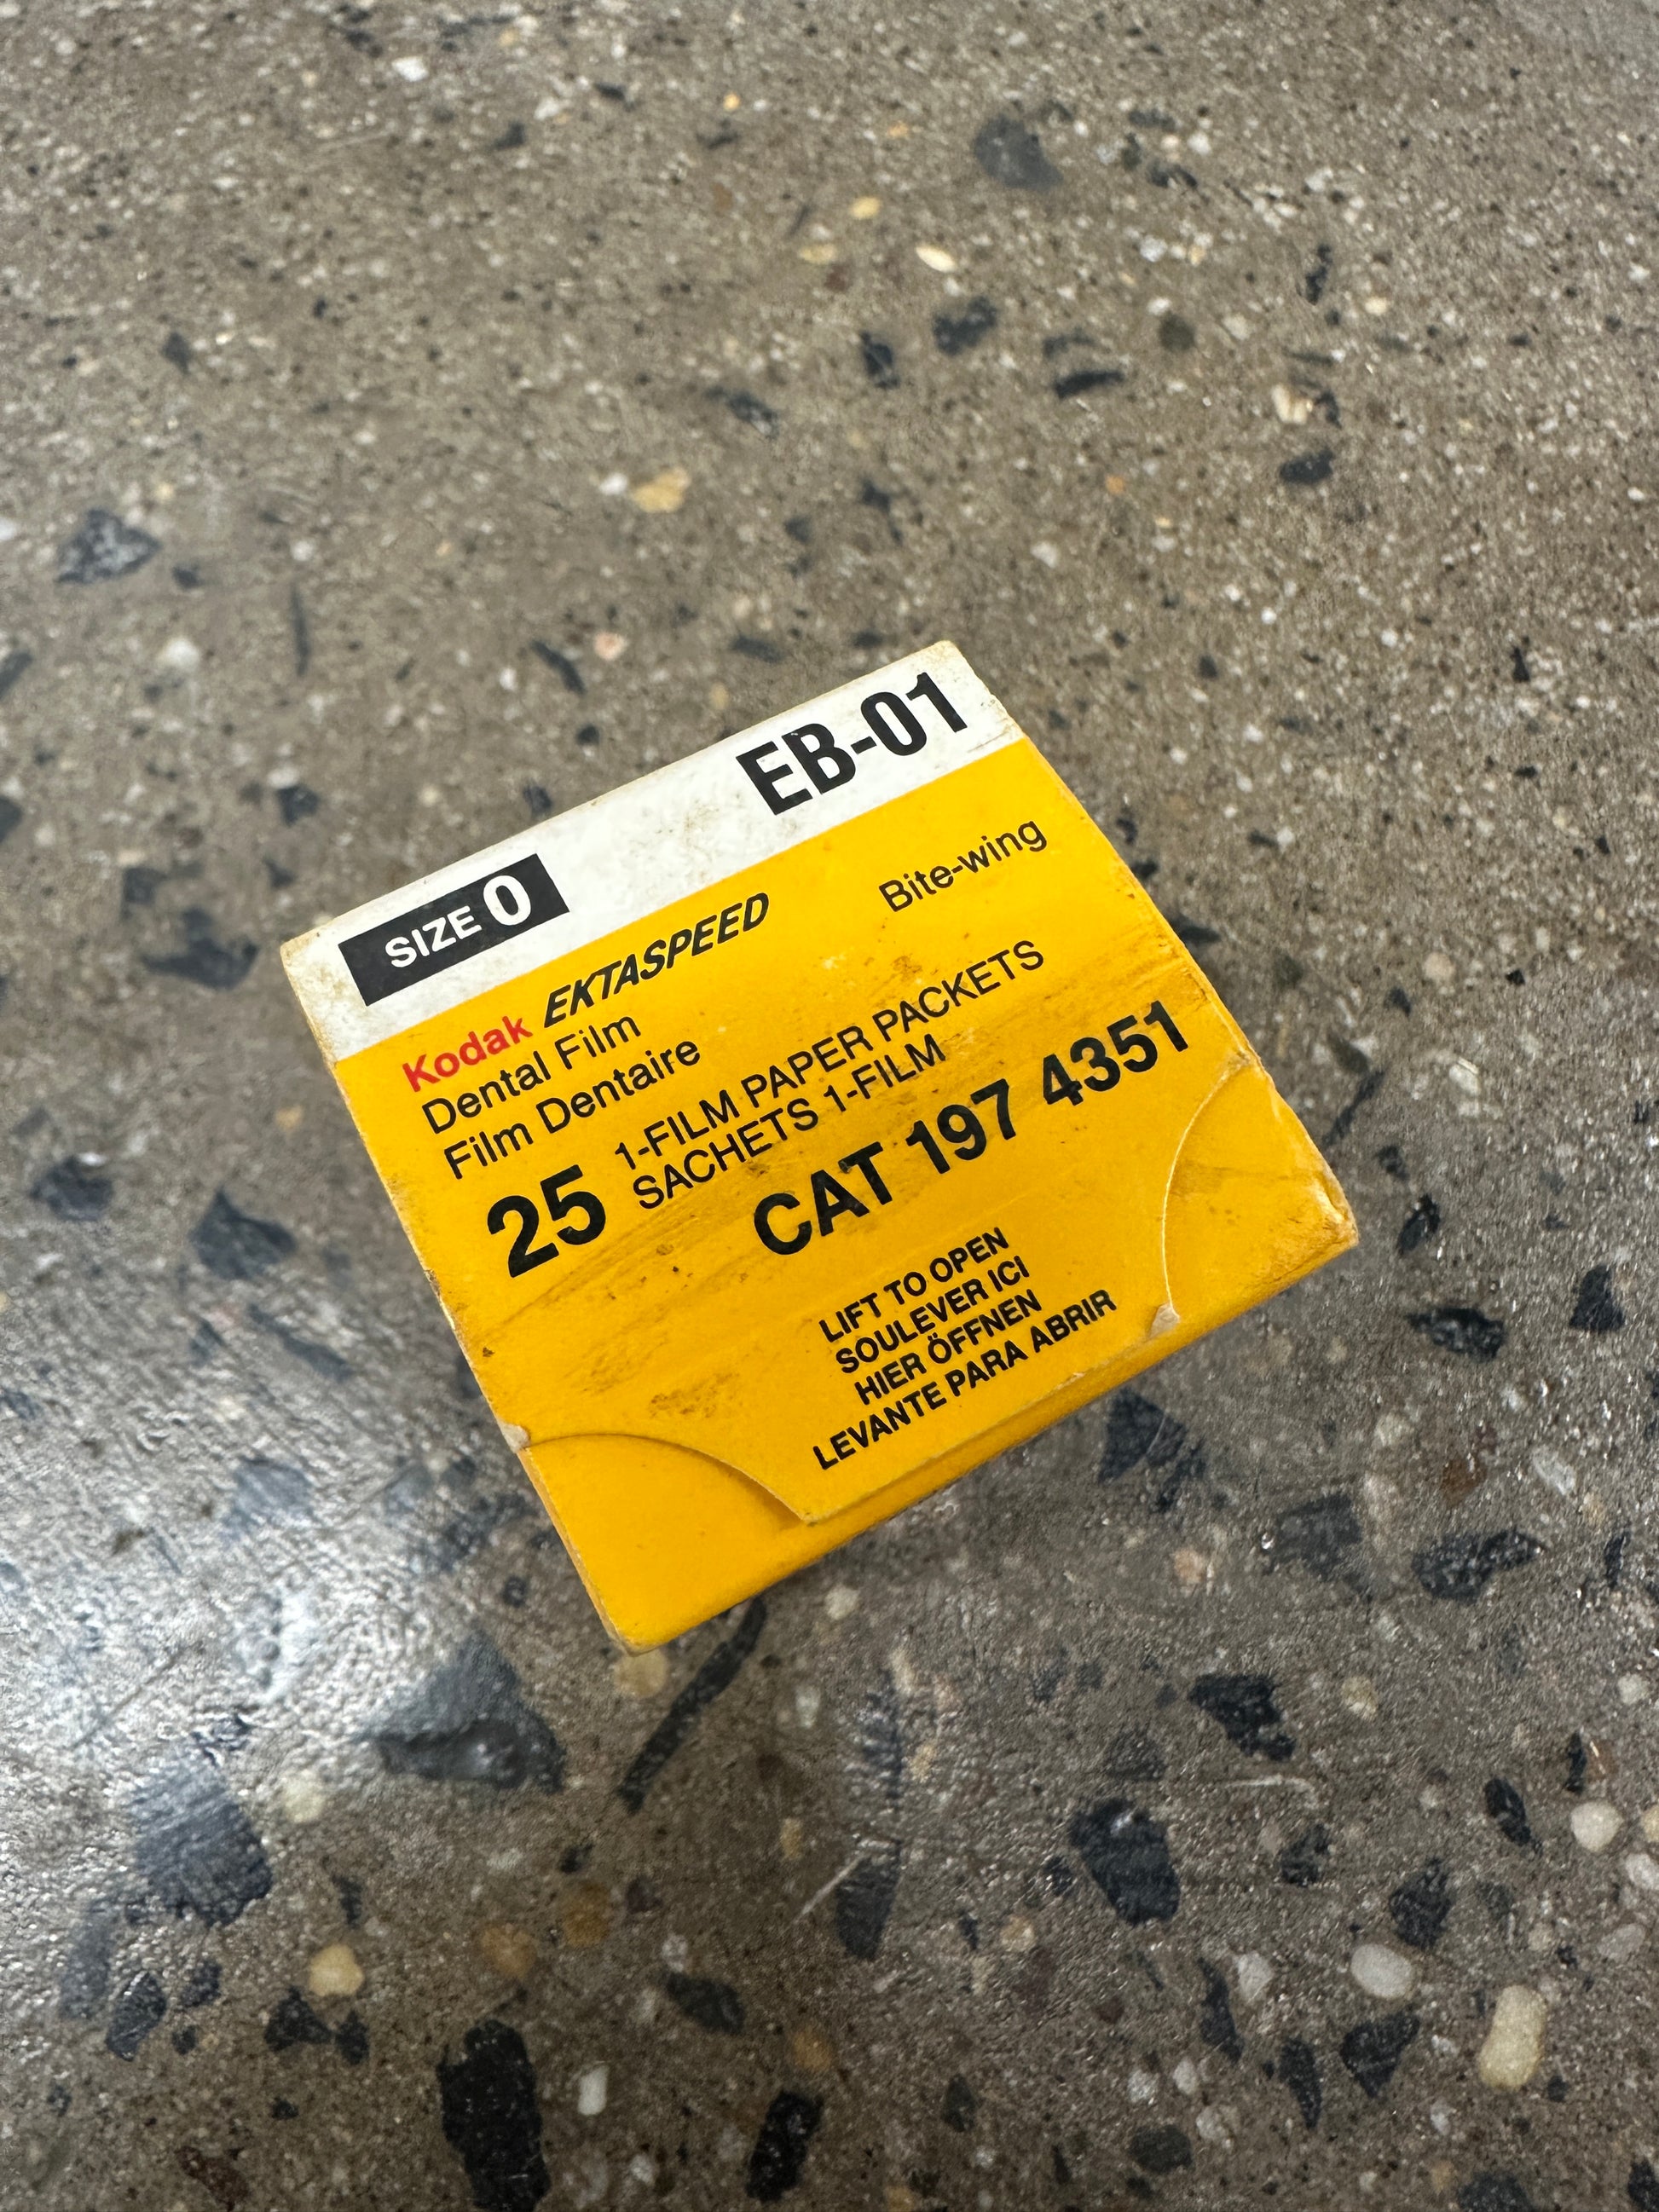 SIZE 0 EB-01
Kodak EKTASPEED Bite-wing
Dental Film
Film Dentaire
25 1-FILM PAPER PACKETS
SACHETS 1-FILM
CAT 197 4351
LIFT TO OPEN
SOULEVER ICI
HIER ÖFFNEN
LEVANTE PARA ABRIR